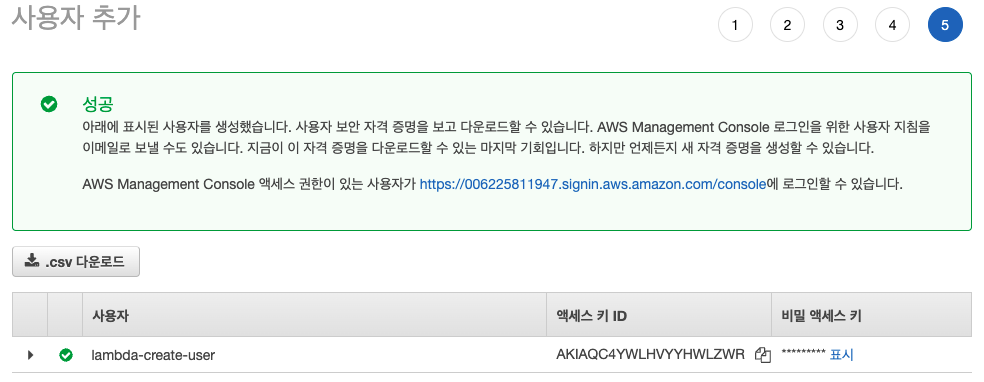 사용자 추가
1 2 3 4 5
성공
아래에 표시된 사용자를 생성했습니다. 사용자 보안 자격 증명을 보고 다운로드할 수 있습니다. AWS Management Console 로그인을 위한 사용자 지침을
이메일로 보낼 수도 있습니다. 지금이 이 자격 증명을 다운로드할 수 있는 마지막 기회입니다. 하지만 언제든지 새 자격 증명을 생성할 수 있습니다.
AWS Management Console 액세스 권한이 있는 사용자가 https://006225811947.signin.aws.amazon.com/console에 로그인할 수 있습니다.
.csv 다운로드
사용자 액세스 키 ID 비밀 액세스 키
lambda-create-user AKIAQC4YWLHVYYHWLZWR ********* 표시